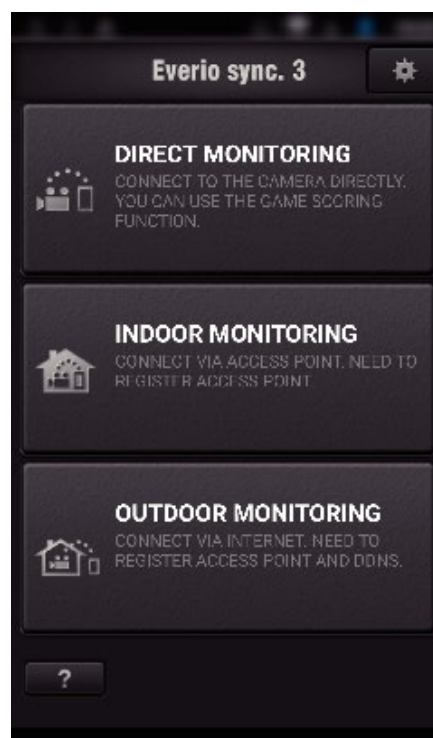 Everio sync. 3
DIRECT MONITORING
CONNECT TO THE CAMERA DIRECTLY.
YOU CAN USE THE GAME SCORING
FUNCTION.
INDOOR MONITORING
CONNECT VIA ACCESS POINT. NEED TO
REGISTER ACCESS POINT.
OUTDOOR MONITORING
CONNECT VIA INTERNET. NEED TO
REGISTER ACCESS POINT AND DDNS.
?